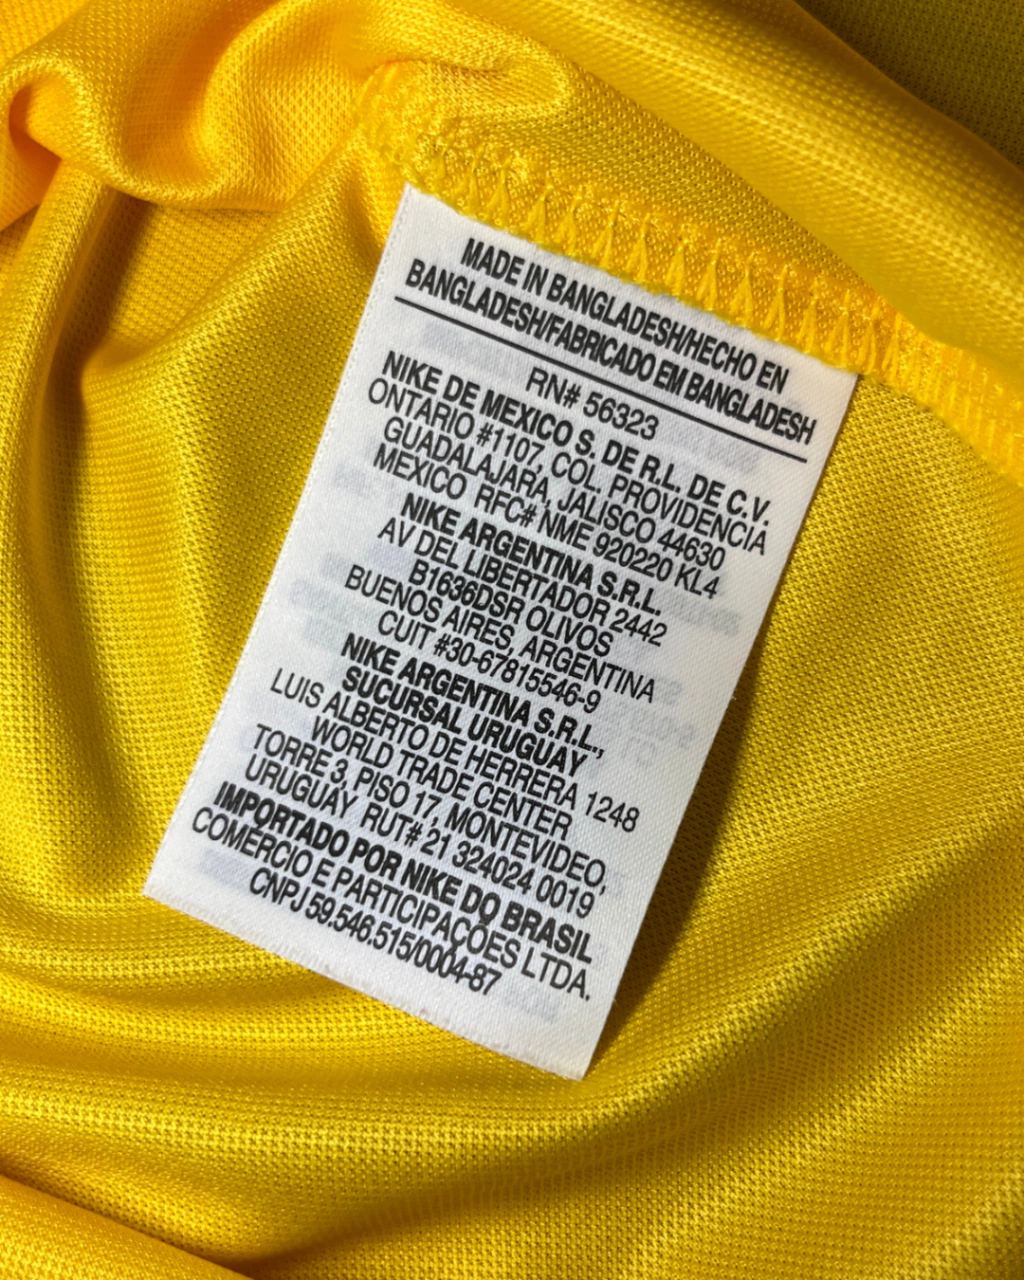 MADE IN BANGLADESH/HECHO EN
BANGLADESH/FABRICADO EM BANGLADESH
RN# 56323
NIKE DE MEXICO S. DE R.L. DE C.V.
ONTARIO #1107, COL. PROVIDENCIA
GUADALAJARA, JALISCO 44630
MEXICO RFC# NME 920220 KL4
NIKE ARGENTINA S.R.L.
AV DEL LIBERTADOR 2442
B1636DSR OLIVOS
BUENOS AIRES, ARGENTINA
CUIT #30-67815546-9
NIKE ARGENTINA S.R.L.,
SUCURSAL URUGUAY
LUIS ALBERTO DE HERRERA 1248
WORLD TRADE CENTER
TORRE 3, PISO 17, MONTEVIDEO,
URUGUAY RUT# 21 324024 0019
IMPORTADO POR NIKE DO BRASIL
COMÉRCIO E PARTICIPAÇÕES LTDA.
CNPJ 59.546.515/0004-87